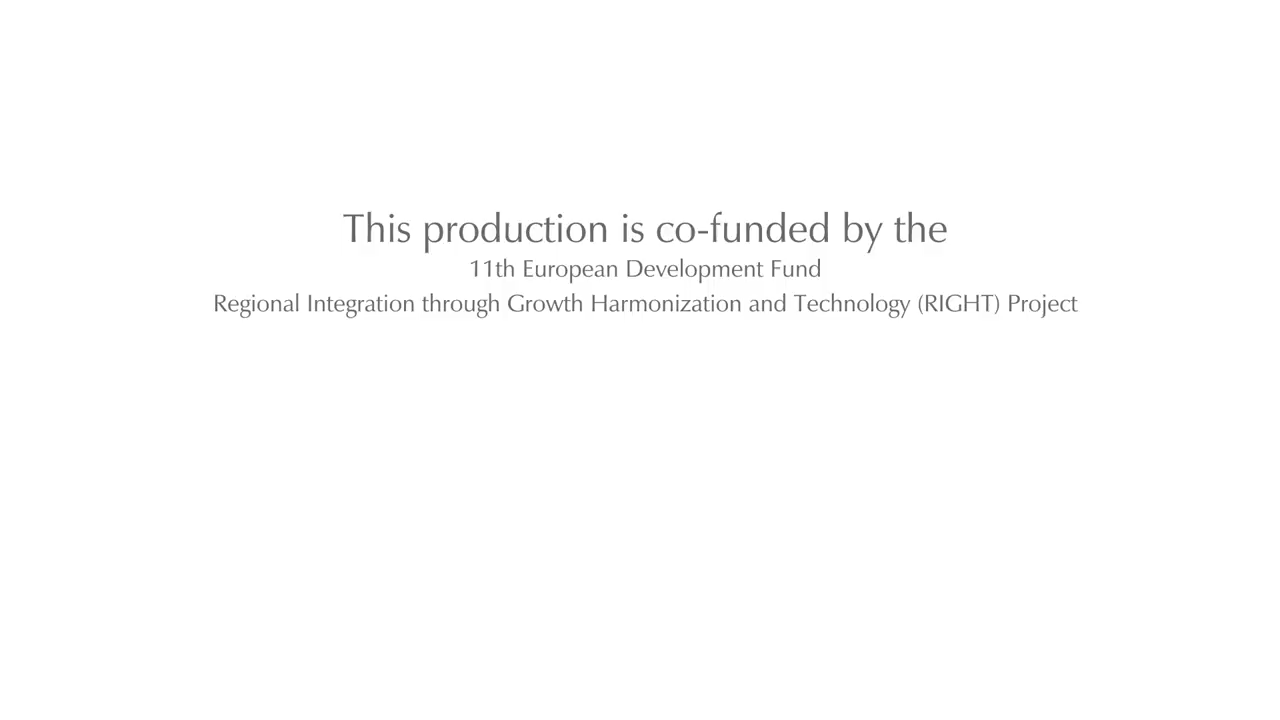 This production is co-funded by the
11th European Development Fund
Regional Integration through Growth Harmonization and Technology (RIGHT) Project